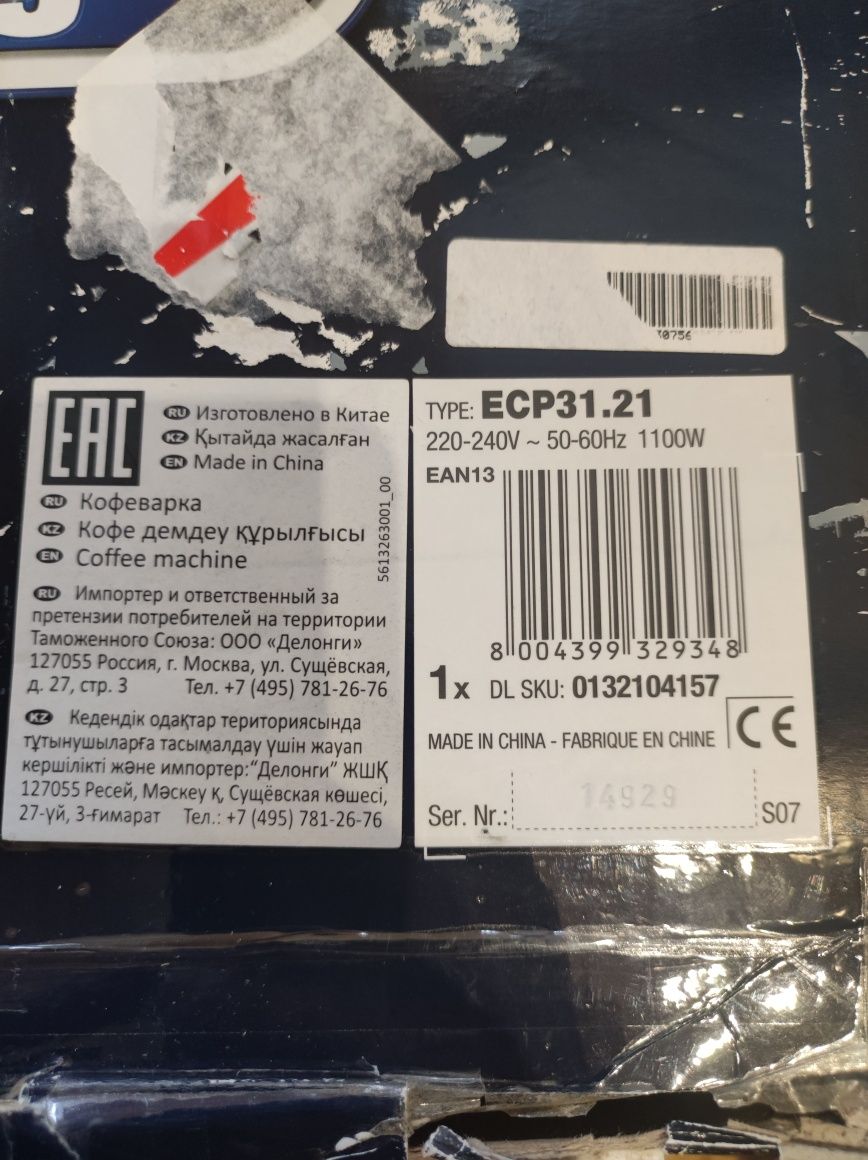 30756
EAC
RU Изготовлено в Китае
KZ Қытайда жасалған
EN Made in China
RU Кофеварка
KZ Кофе демдеу құрылғысы
EN Coffee machine
5613263001_00
RU Импортер и ответственный за
претензии потребителей на территории
Таможенного Союза: ООО «Делонги»
127055 Россия, г. Москва, ул. Сущёвская,
д. 27, стр. 3 Тел. +7 (495) 781-26-76
KZ Кедендік одақтар териториясында
тұтынушыларға тасымалдау үшін жауап
кершілікті және импортер:"Делонги" ЖШҚ
127055 Ресей, Мәскеу қ, Сущёвская көшесі,
27-үй, 3-ғимарат Тел.: +7 (495) 781-26-76
TYPE: ECP31.21
220-240V ~ 50-60Hz 1100W
EAN13
8 004399 329348
1x DL SKU: 0132104157
MADE IN CHINA - FABRIQUE EN CHINE CE
Ser. Nr.: 14929 S07